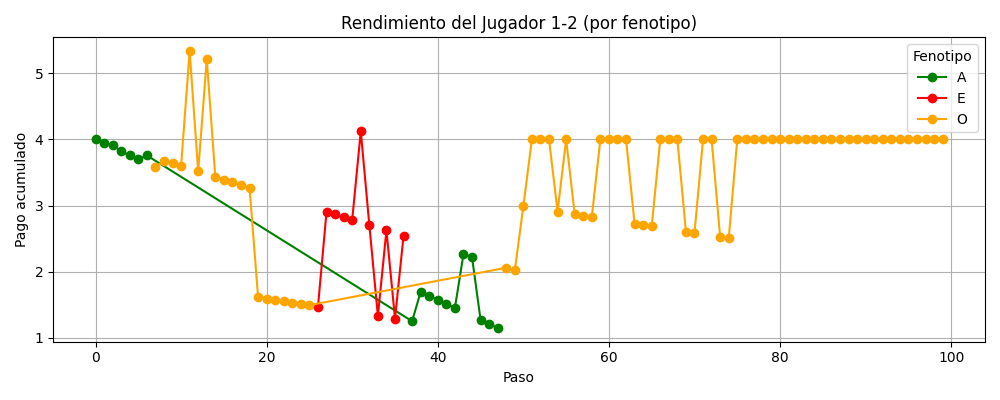 Rendimiento del Jugador 1-2 (por fenotipo)
Pago acumulado
5
4
3
2
1
0
20
40
60
80
100
Paso
Fenotipo
A
E
O